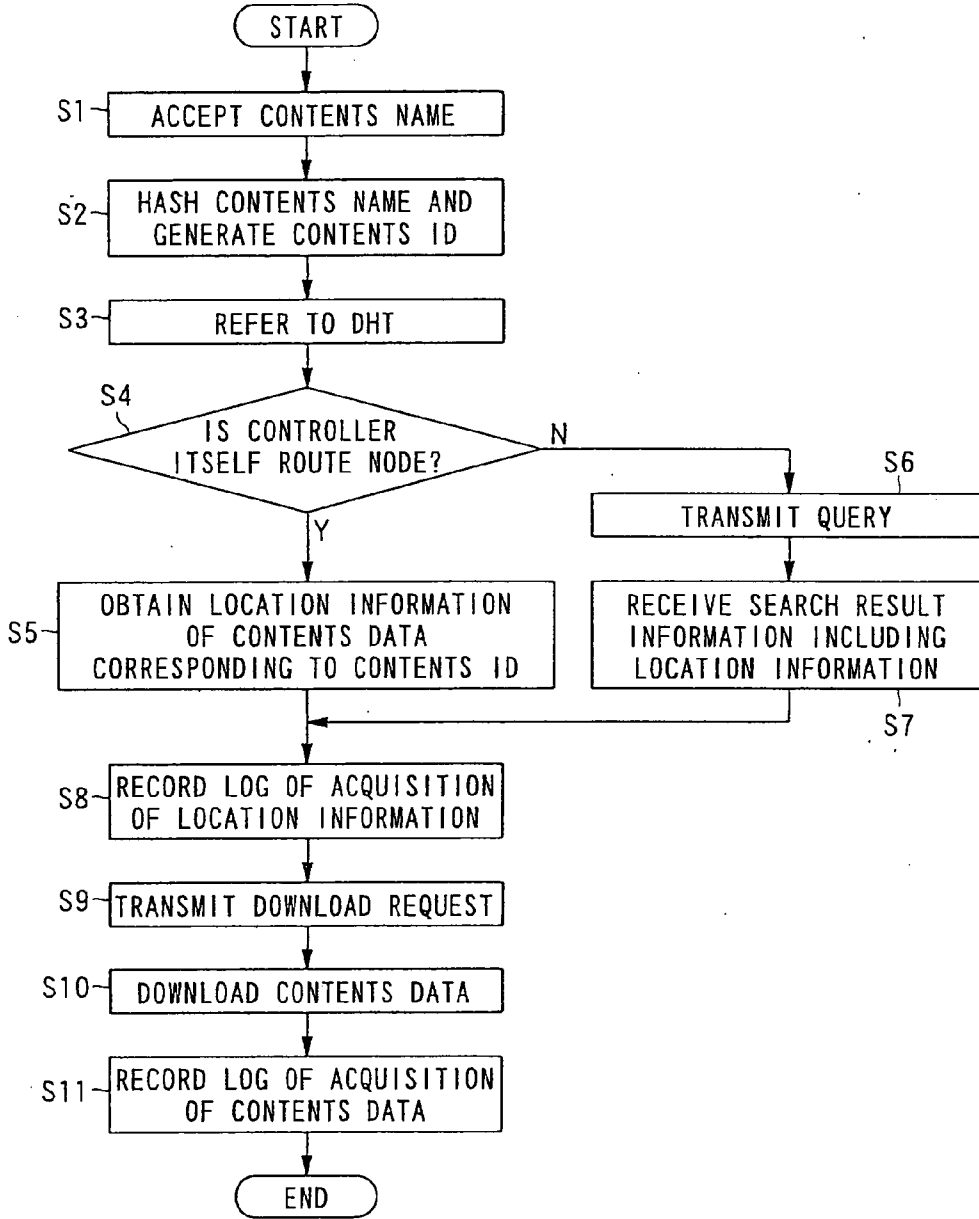 START
S1
ACCEPT CONTENTS NAME
S2
HASH CONTENTS NAME AND
GENERATE CONTENTS ID
S3
REFER TO DHT
S4
IS CONTROLLER
ITSELF ROUTE NODE?
N
Y
S6
TRANSMIT QUERY
S5
OBTAIN LOCATION INFORMATION
OF CONTENTS DATA
CORRESPONDING TO CONTENTS ID
RECEIVE SEARCH RESULT
INFORMATION INCLUDING
LOCATION INFORMATION
S7
S8
RECORD LOG OF ACQUISITION
OF LOCATION INFORMATION
S9
TRANSMIT DOWNLOAD REQUEST
S10
DOWNLOAD CONTENTS DATA
S11
RECORD LOG OF ACQUISITION
OF CONTENTS DATA
END